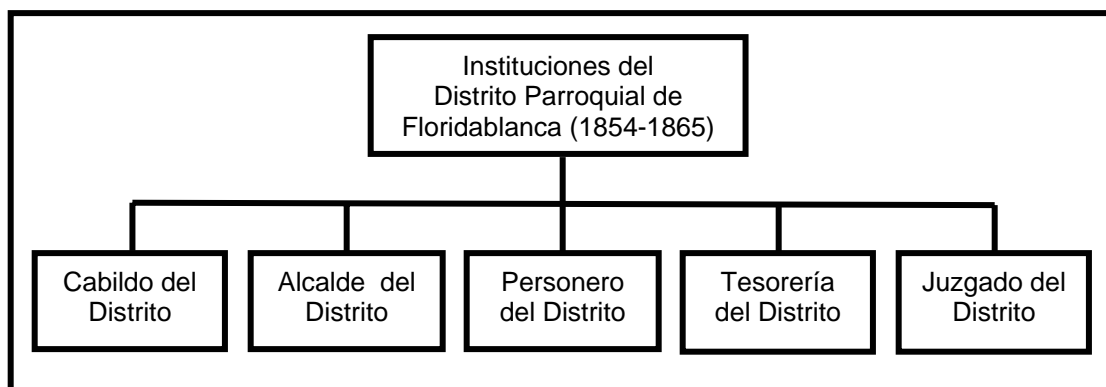 Instituciones del
Distrito Parroquial de
Floridablanca (1854-1865)
Cabildo del
Distrito
Alcalde del
Distrito
Personero
del Distrito
Tesorería
del Distrito
Juzgado del
Distrito